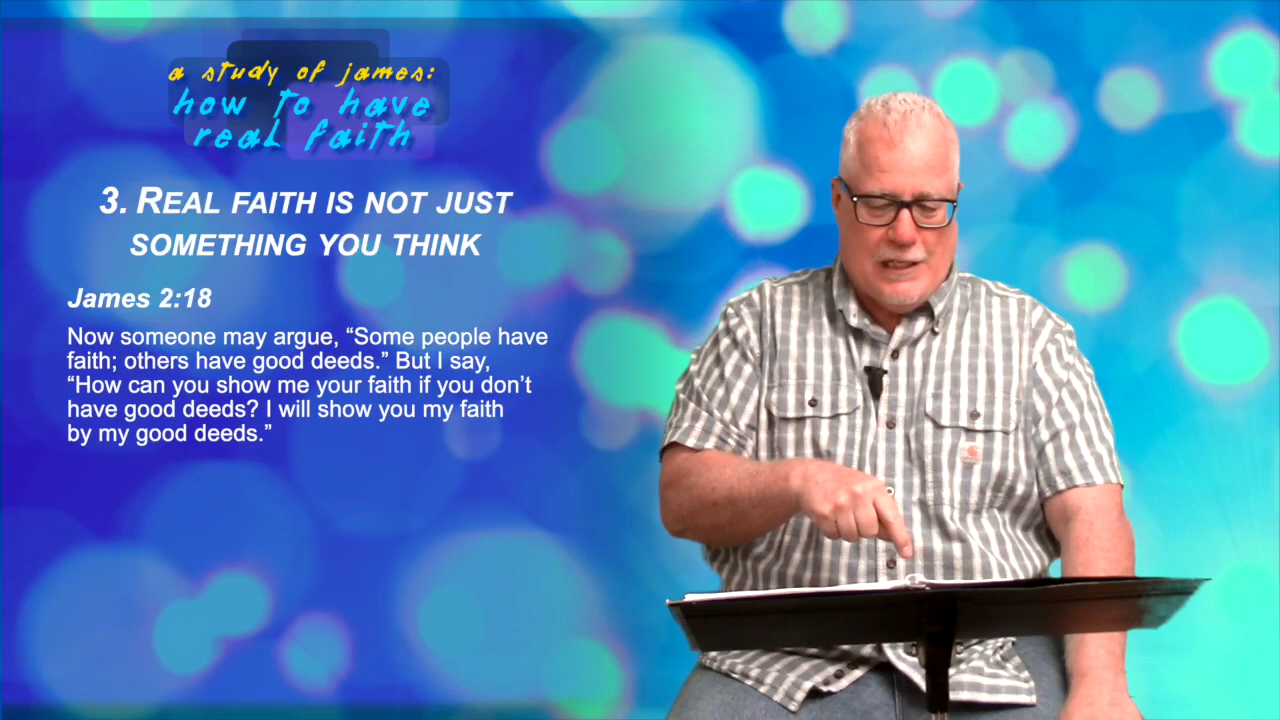 a study of james:
how to have
real faith
3. REAL FAITH IS NOT JUST
SOMETHING YOU THINK
James 2:18
Now someone may argue, “Some people have
faith; others have good deeds.” But I say,
“How can you show me your faith if you don’t
have good deeds? I will show you my faith
by my good deeds.”